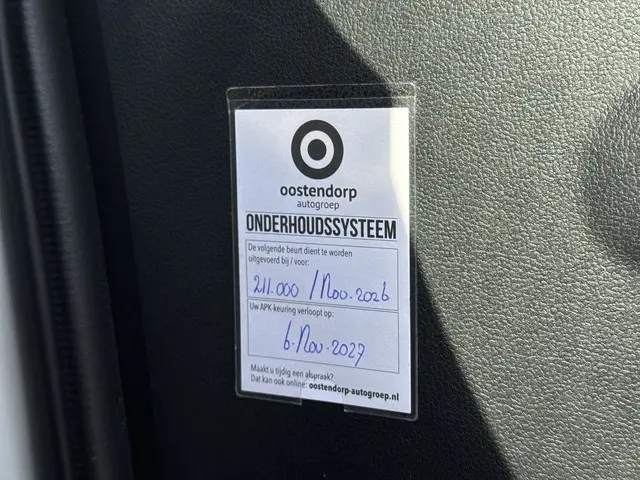 oostendorp
autogroep
ONDERHOUDSSYSTEEM
De volgende beurt dient te worden
uitgevoerd bij / voor:
211.000 / Nov. 2026
Uw APK-keuring verloopt op:
6. Nov. 2027
Maakt u tijdig een afspraak?
Dat kan ook online: oostendorp-autogroep.nl